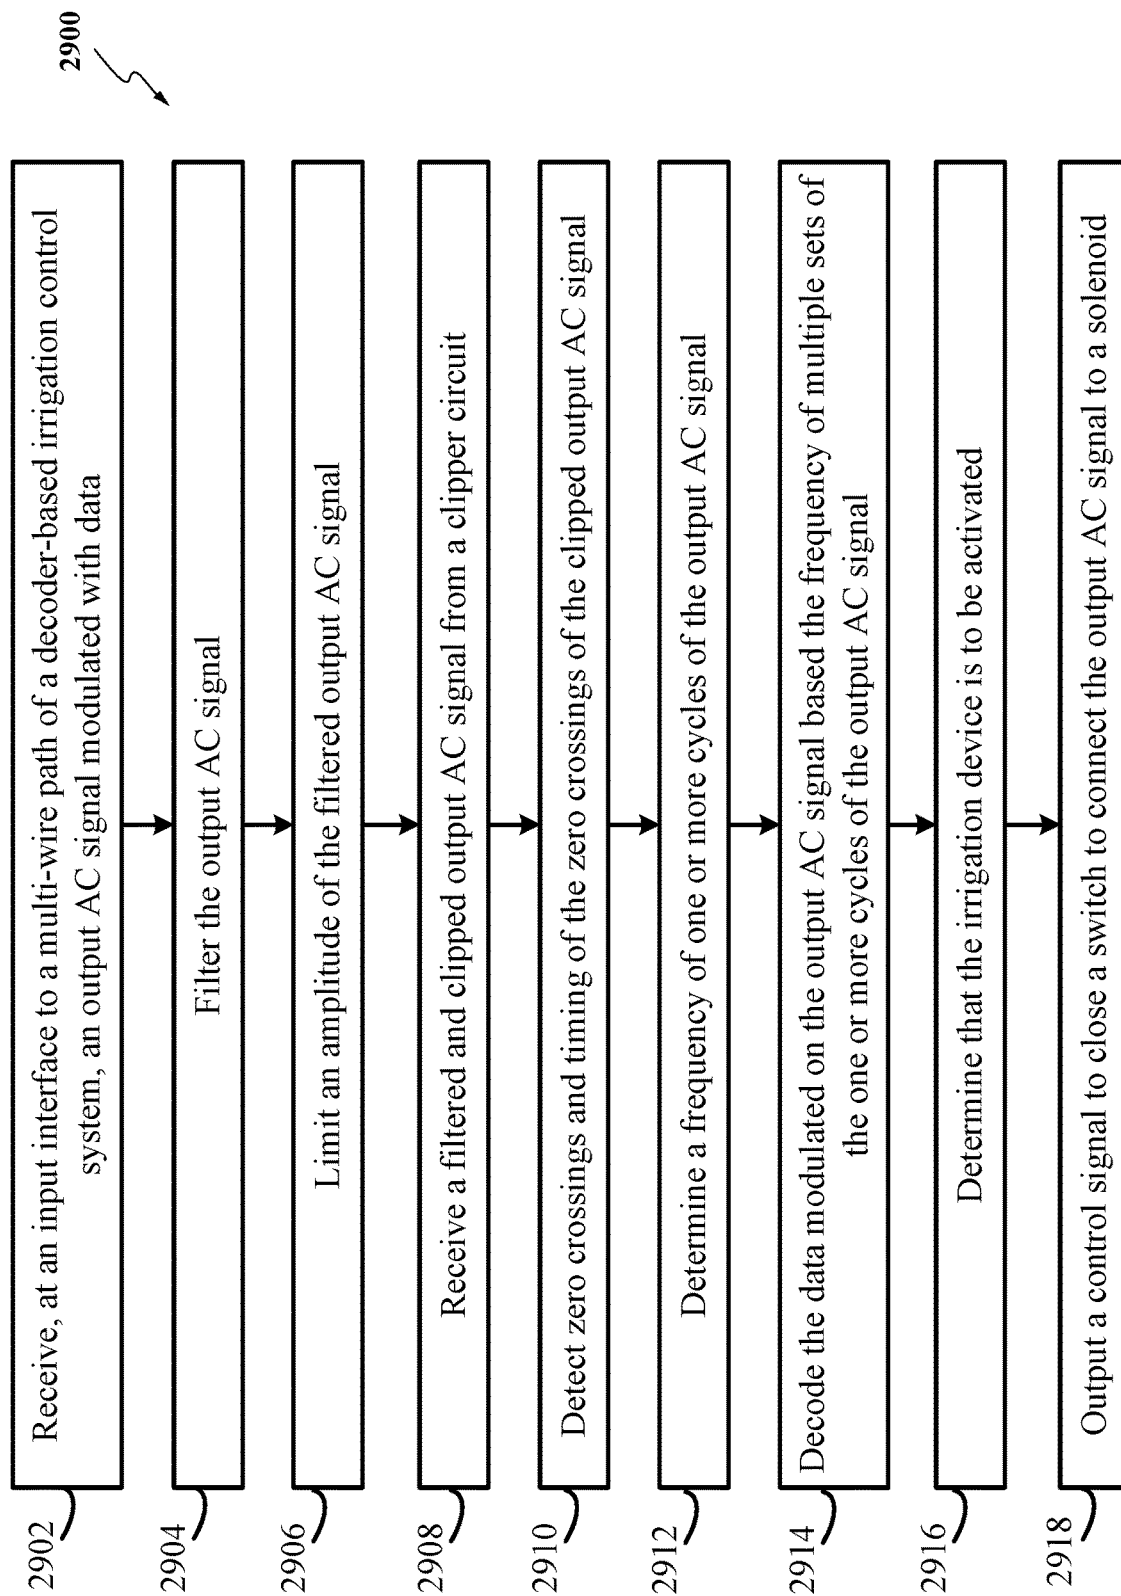 2900
2902
Receive, at an input interface to a multi-wire path of a decoder-based irrigation control
system, an output AC signal modulated with data
2904
Filter the output AC signal
2906
Limit an amplitude of the filtered output AC signal
2908
Receive a filtered and clipped output AC signal from a clipper circuit
2910
Detect zero crossings and timing of the zero crossings of the clipped output AC signal
2912
Determine a frequency of one or more cycles of the output AC signal
2914
Decode the data modulated on the output AC signal based the frequency of multiple sets of
the one or more cycles of the output AC signal
2916
Determine that the irrigation device is to be activated
2918
Output a control signal to close a switch to connect the output AC signal to a solenoid